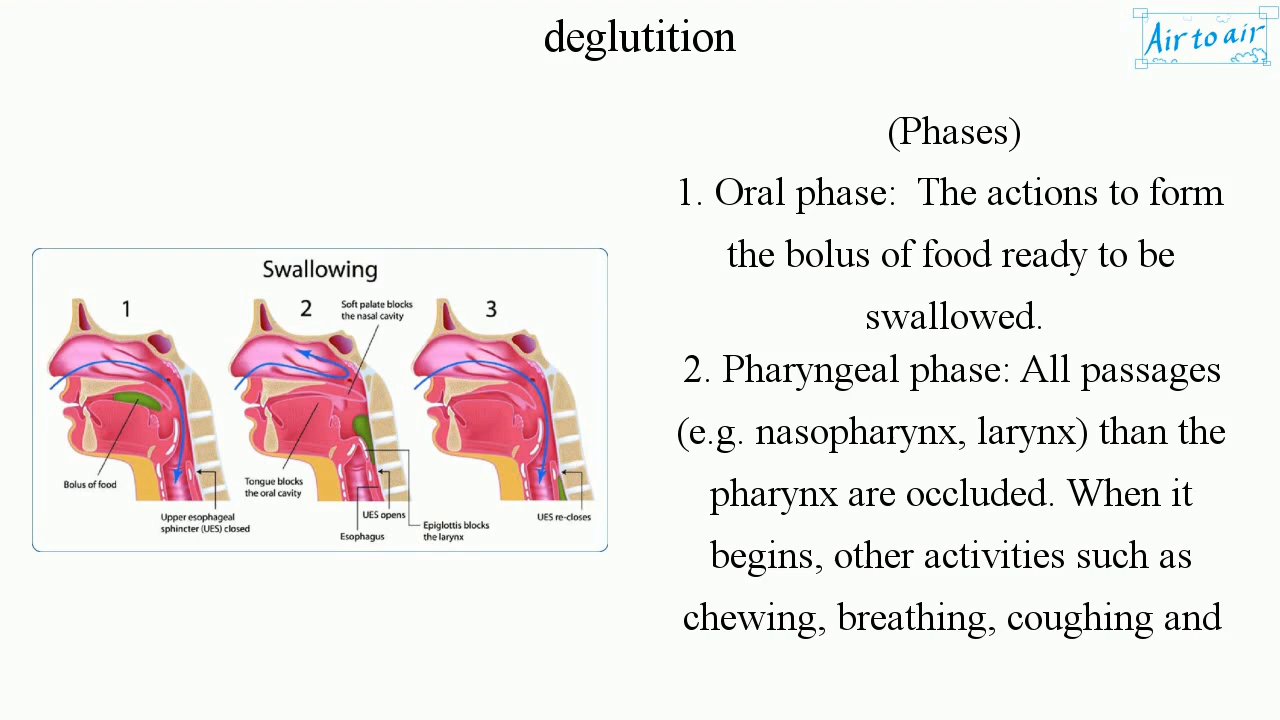 deglutition
Air to air
(Phases)
1. Oral phase:  The actions to form
the bolus of food ready to be
swallowed.
2. Pharyngeal phase: All passages
(e.g. nasopharynx, larynx) than the
pharynx are occluded. When it
begins, other activities such as
chewing, breathing, coughing and
Swallowing
1
2
3
Soft palate blocks
the nasal cavity
Bolus of food
Upper esophageal
sphincter (UES) closed
Tongue blocks
the oral cavity
UES opens
Esophagus
Epiglottis blocks
the larynx
UES re-closes